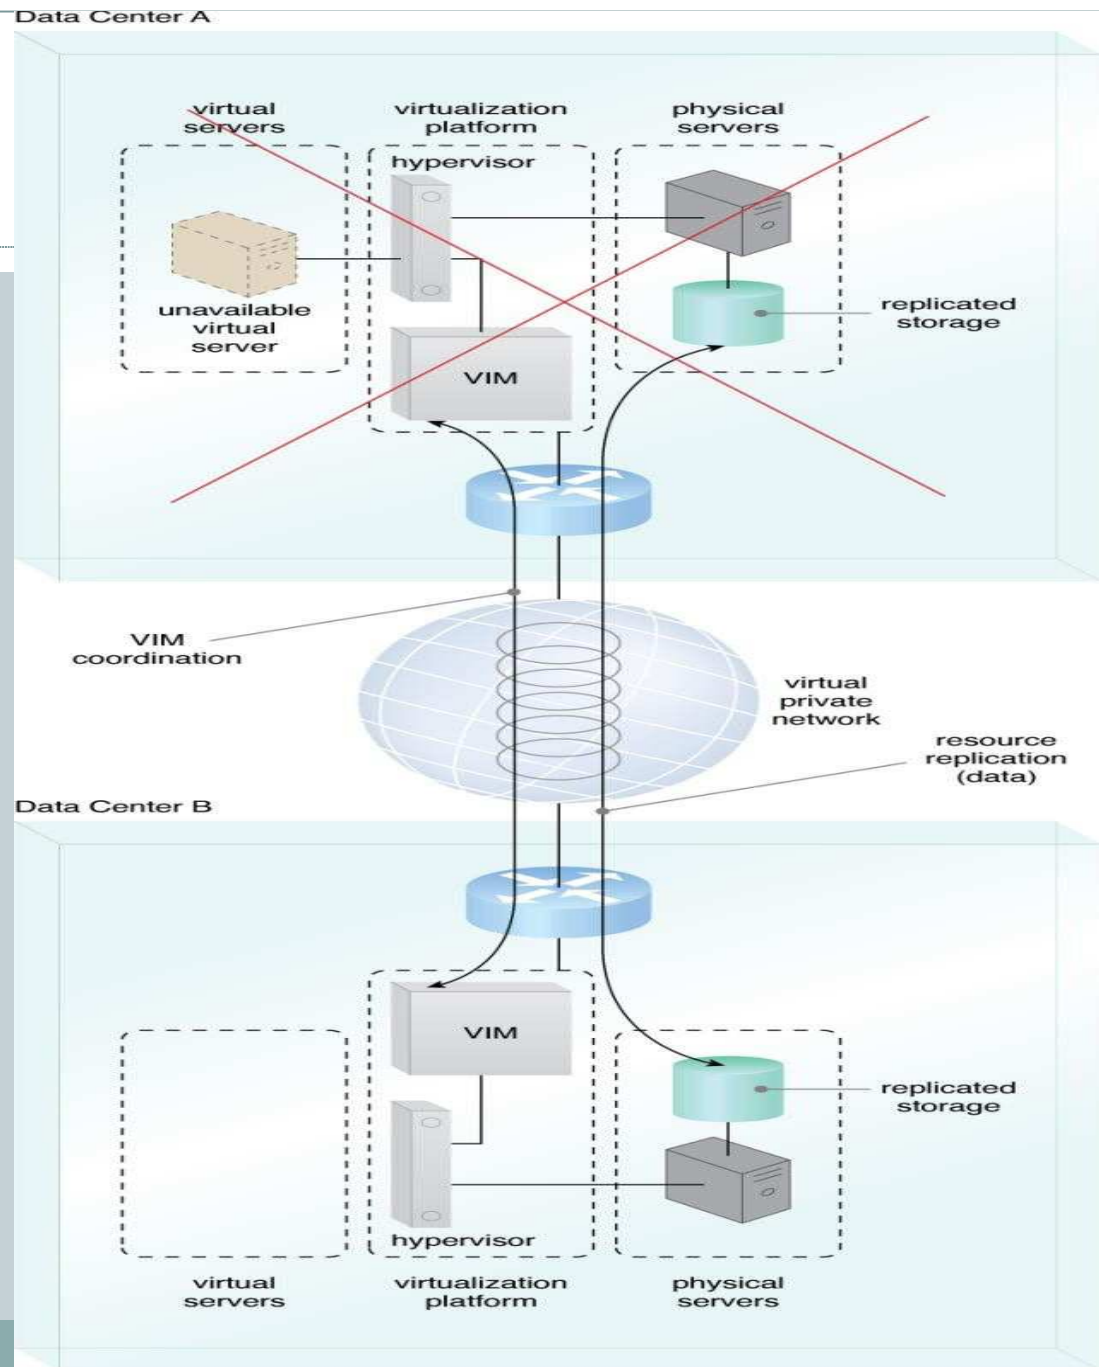 Data Center A
virtual
servers
virtualization
platform
physical
servers
hypervisor
unavailable
virtual
server
replicated
storage
VIM
VIM
coordination
virtual
private
network
resource
replication
(data)
Data Center B
VIM
replicated
storage
hypervisor
virtual
servers
virtualization
platform
physical
servers